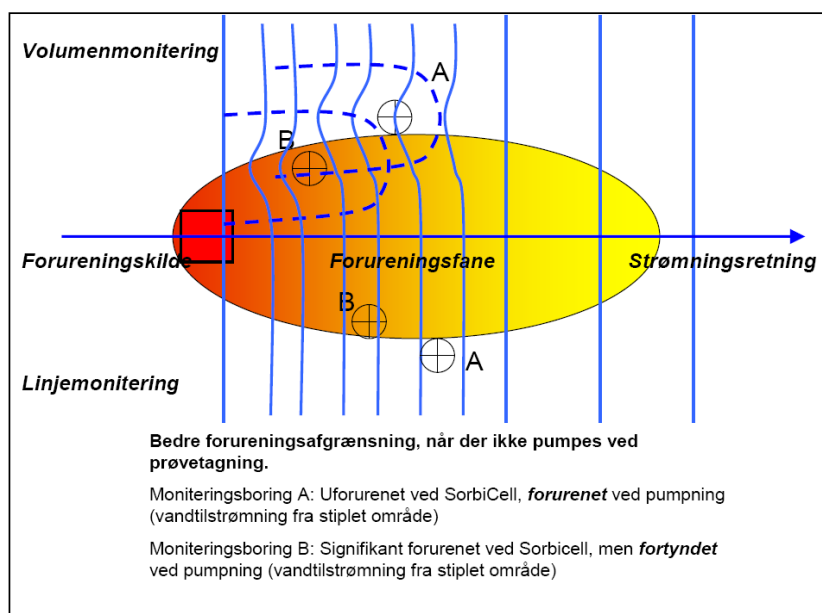 Volumenmonitering
A
B
Forureningskilde
Forureningsfane
Strømningsretning
B
A
Linjemonitering
Bedre forureningsafgrænsning, når der ikke pumpes ved
prøvetagning.
Moniteringsboring A: Uforurenet ved SorbiCell, forurenet ved pumpning
(vandtilstrømning fra stiplet område)
Moniteringsboring B: Signifikant forurenet ved Sorbicell, men fortyndet
ved pumpning (vandtilstrømning fra stiplet område)